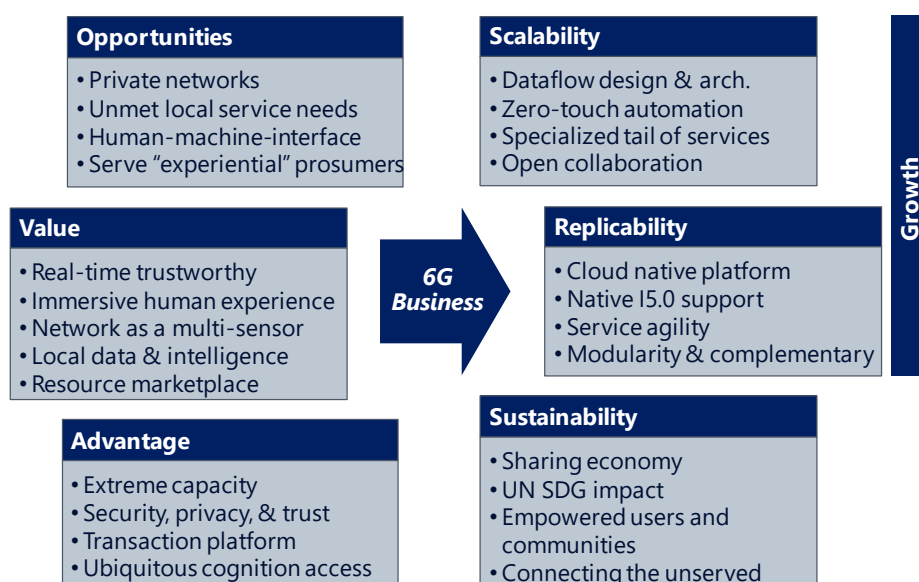 Opportunities
• Private networks
• Unmet local service needs
• Human-machine-interface
• Serve “experiential” prosumers
Scalability
• Dataflow design & arch.
• Zero-touch automation
• Specialized tail of services
• Open collaboration
Growth
Value
• Real-time trustworthy
• Immersive human experience
• Network as a multi-sensor
• Local data & intelligence
• Resource marketplace
6G
Business
Replicability
• Cloud native platform
• Native I5.0 support
• Service agility
• Modularity & complementary
Advantage
• Extreme capacity
• Security, privacy, & trust
• Transaction platform
• Ubiquitous cognition access
Sustainability
• Sharing economy
• UN SDG impact
• Empowered users and
communities
• Connecting the unserved